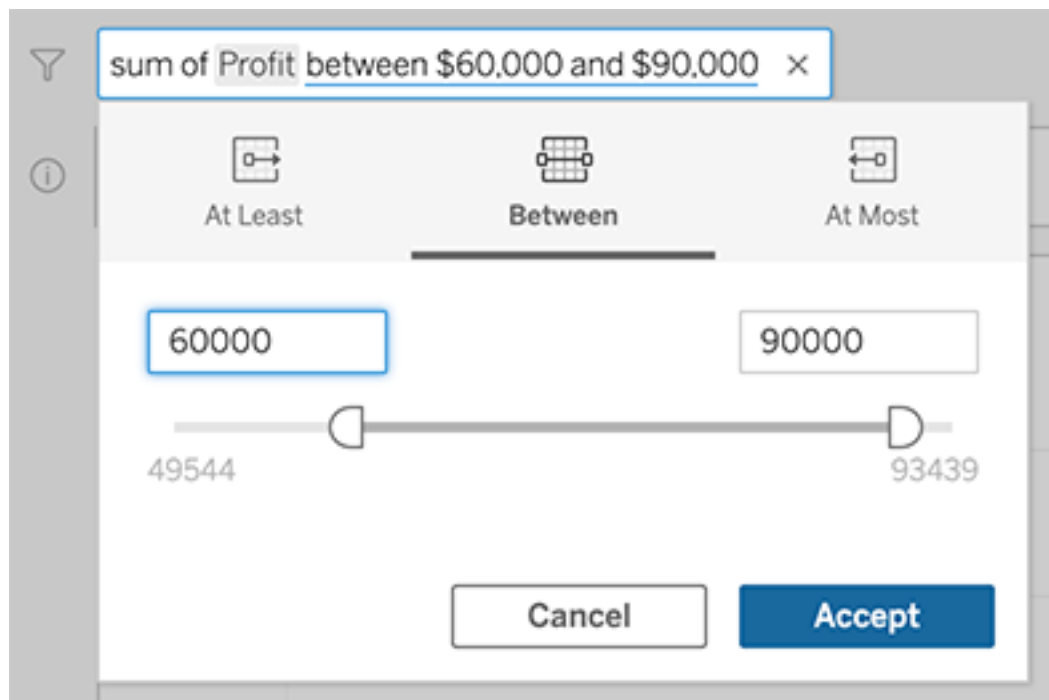 sum of Profit between $60,000 and $90,000 ×
At Least Between At Most
60000 90000
49544 93439
Cancel Accept